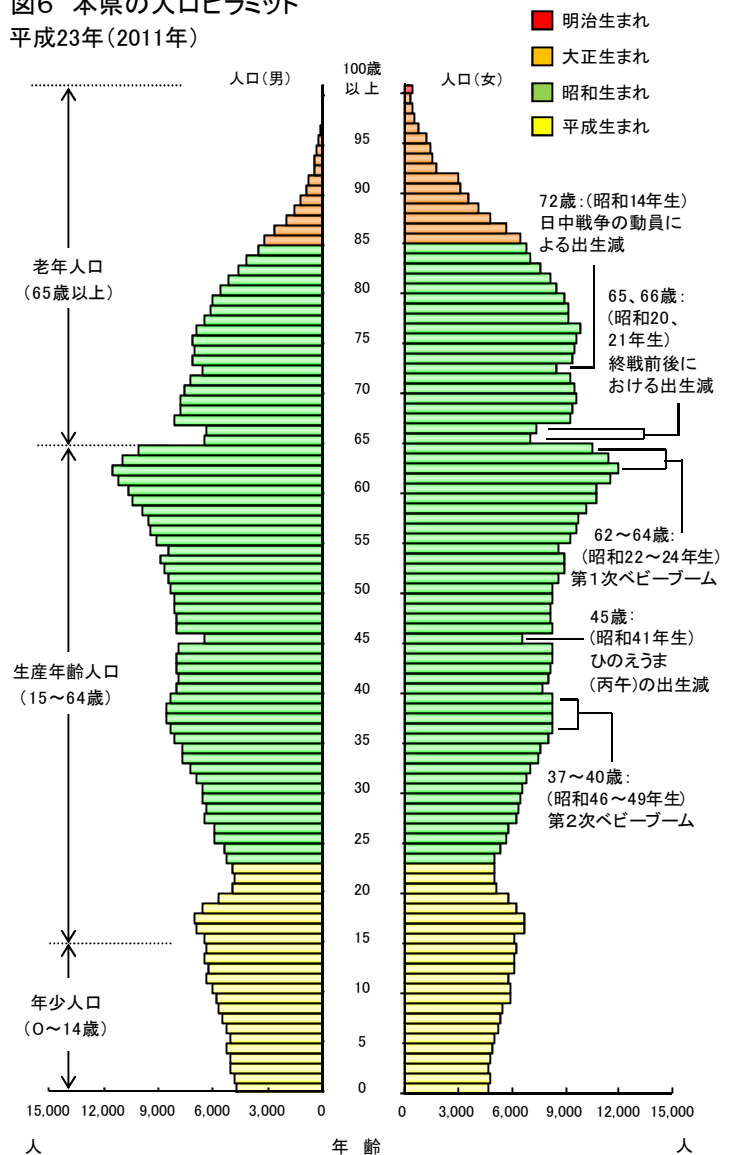 図6 本県の人口ピラミッド
平成23年(2011年)
明治生まれ
大正生まれ
昭和生まれ
平成生まれ
人口(男)
100歳
以 上
人口(女)
95
90
85
80
75
70
65
60
55
50
45
40
35
30
25
20
15
10
5
0
老年人口
(65歳以上)
生産年齢人口
(15~64歳)
年少人口
(0~14歳)
72歳:(昭和14年生)
日中戦争の動員に
よる出生減
65、66歳:
(昭和20、
21年生)
終戦前後に
おける出生減
62~64歳:
(昭和22~24年生)
第1次ベビーブーム
45歳:
(昭和41年生)
ひのえうま
(丙午)の出生減
37~40歳:
(昭和46~49年生)
第2次ベビーブーム
15,000 12,000 9,000 6,000 3,000 0
0 3,000 6,000 9,000 12,000 15,000
人
年 齢
人